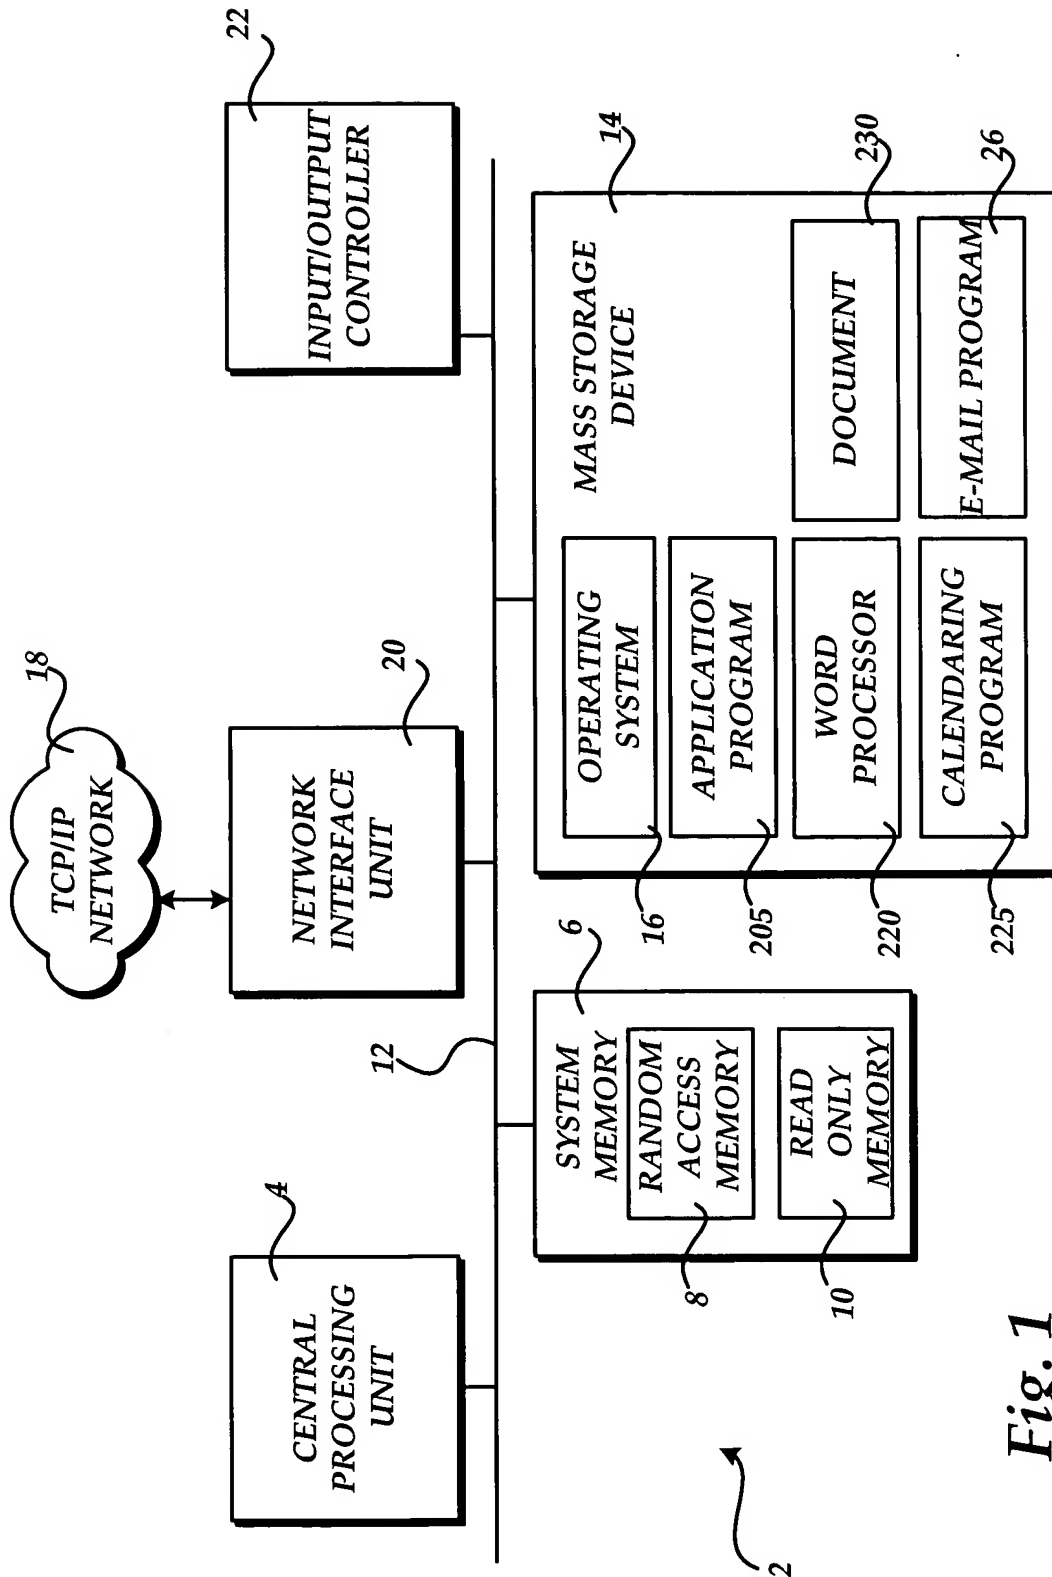 18
TCP/IP
NETWORK
4
CENTRAL
PROCESSING
UNIT
20
NETWORK
INTERFACE
UNIT
22
INPUT/OUTPUT
CONTROLLER
12
6
SYSTEM
MEMORY
RANDOM
ACCESS
MEMORY
8
READ
ONLY
MEMORY
10
14
MASS STORAGE
DEVICE
OPERATING
SYSTEM
16
APPLICATION
PROGRAM
205
WORD
PROCESSOR
220
DOCUMENT
230
CALENDARING
PROGRAM
225
E-MAIL PROGRAM
26
2
Fig. 1